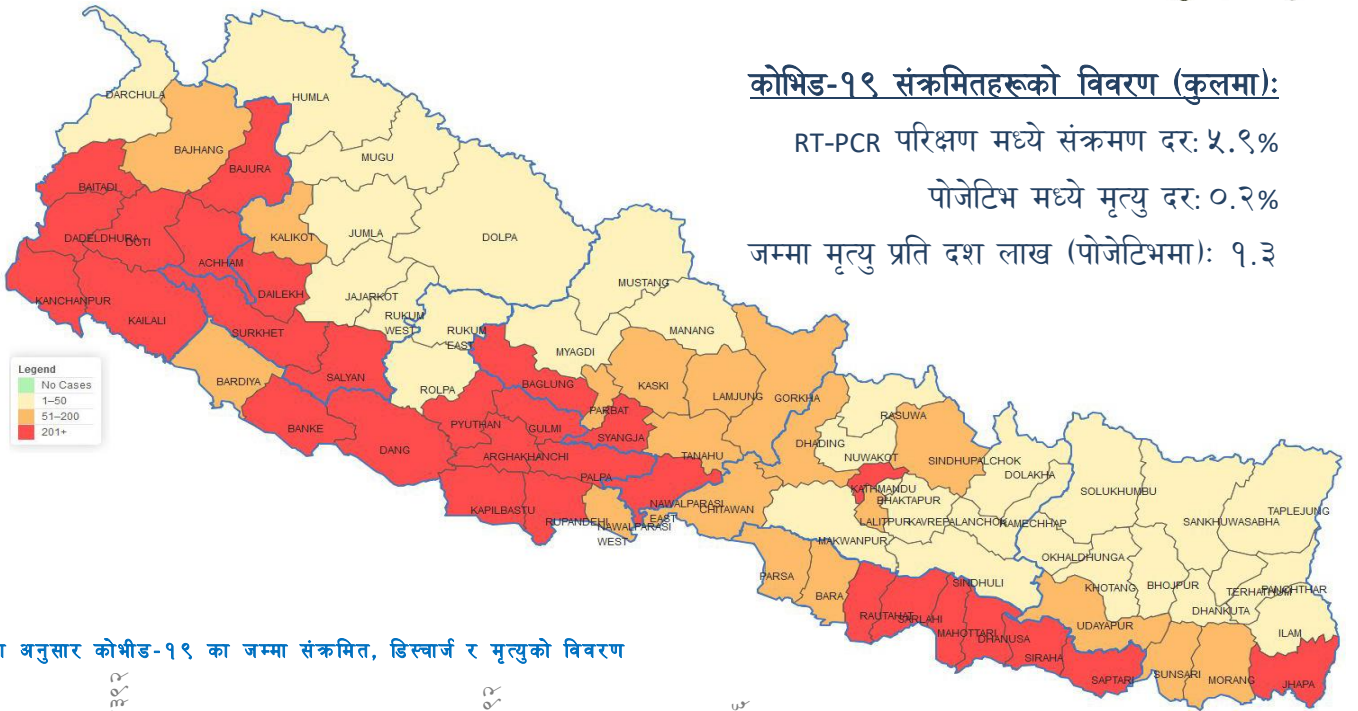 कोभिड-१९ संक्रमितहरूको विवरण (कुलमा):
RT-PCR परिक्षण मध्ये संक्रमण दर: ५.९%
पोजेटिभ मध्ये मृत्यु दर: ०.२%
जम्मा मृत्यु प्रति दश लाख (पोजेटिभमा): १.३
DARCHULA
HUMLA
BAJHANG
MUGU
BAJURA
BAITADI
JUMLA
KALIKOT
DOLPA
DADELDHURA
DOTI
ACHHAM
MUSTANG
DAILEKH
JAJARKOT
KANCHANPUR
KAILALI
RUKUM
WEST
RUKUM
EAST
SURKHET
MANANG
MYAGDI
Legend
No Cases
1–50
51–200
201+
BARDIYA
SALYAN
ROLPA
BAGLUNG
KASKI
LAMJUNG
GORKHA
PARBAT
RASUWA
BANKE
PYUTHAN
GULMI
SYANGJA
DHADING
DANG
ARGHAKHANCHI
TANAHU
NUWAKOT
SINDHUPALCHOK
DOLAKHA
PALPA
KATHMANDU
BHAKTAPUR
SOLUKHUMBU
KAPILBASTU
RUPANDEHI
NAWALPARASI
EAST
CHITAWAN
NAWALPARASI
WEST
LALITPUR
KAVREPALANCHOK
RAMECHHAP
SANKHUWASABHA
TAPLEJUNG
MAKWANPUR
OKHALDHUNGA
PARSA
BARA
SINDHULI
KHOTANG
BHOJPUR
TERHATHUM
PANCHTHAR
DHANKUTA
RAUTAHAT
SARLAHI
MAHOTTARI
DHANUSA
UDAYAPUR
ILAM
SIRAHA
SAPTARI
SUNSARI
MORANG
JHAPA
अनुसार कोभीड-१९ का जम्मा संक्रमित, डिस्चार्ज र मृत्युको विवरण